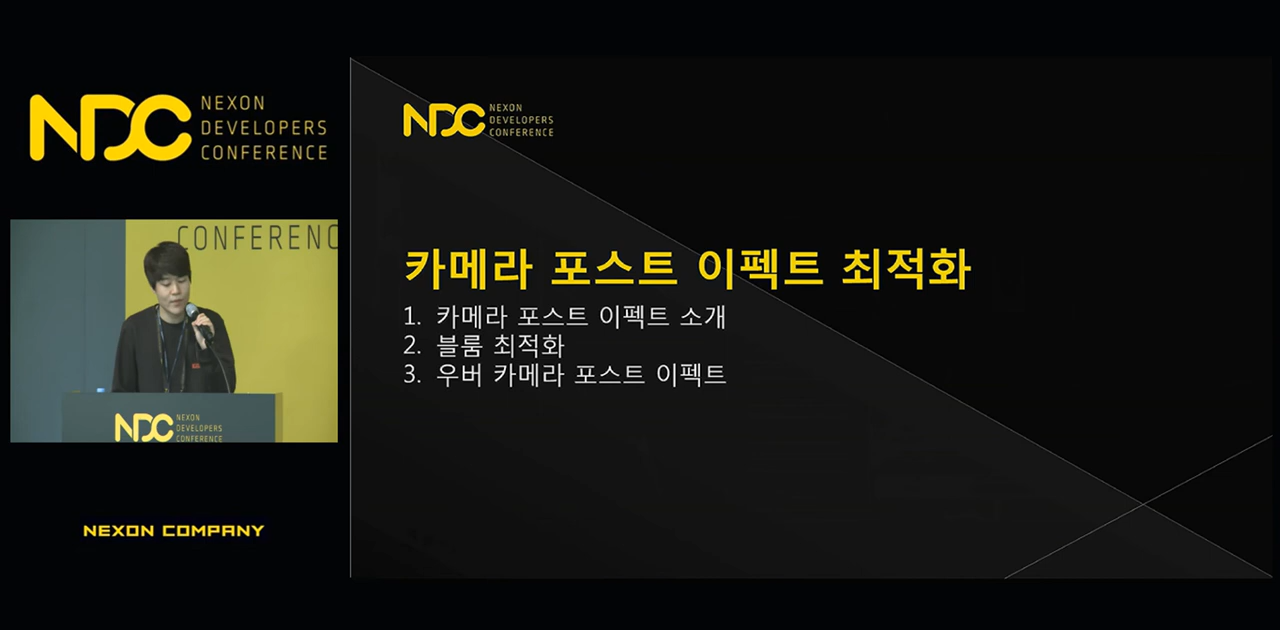 NDC
NEXON
DEVELOPERS
CONFERENCE
CONFERENC
NDC
NEXON
DEVELOPERS
CONFERENCE
NEXON COMPANY
NDC
NEXON
DEVELOPERS
CONFERENCE
카메라 포스트 이펙트 최적화
1. 카메라 포스트 이펙트 소개
2. 블룸 최적화
3. 우버 카메라 포스트 이펙트